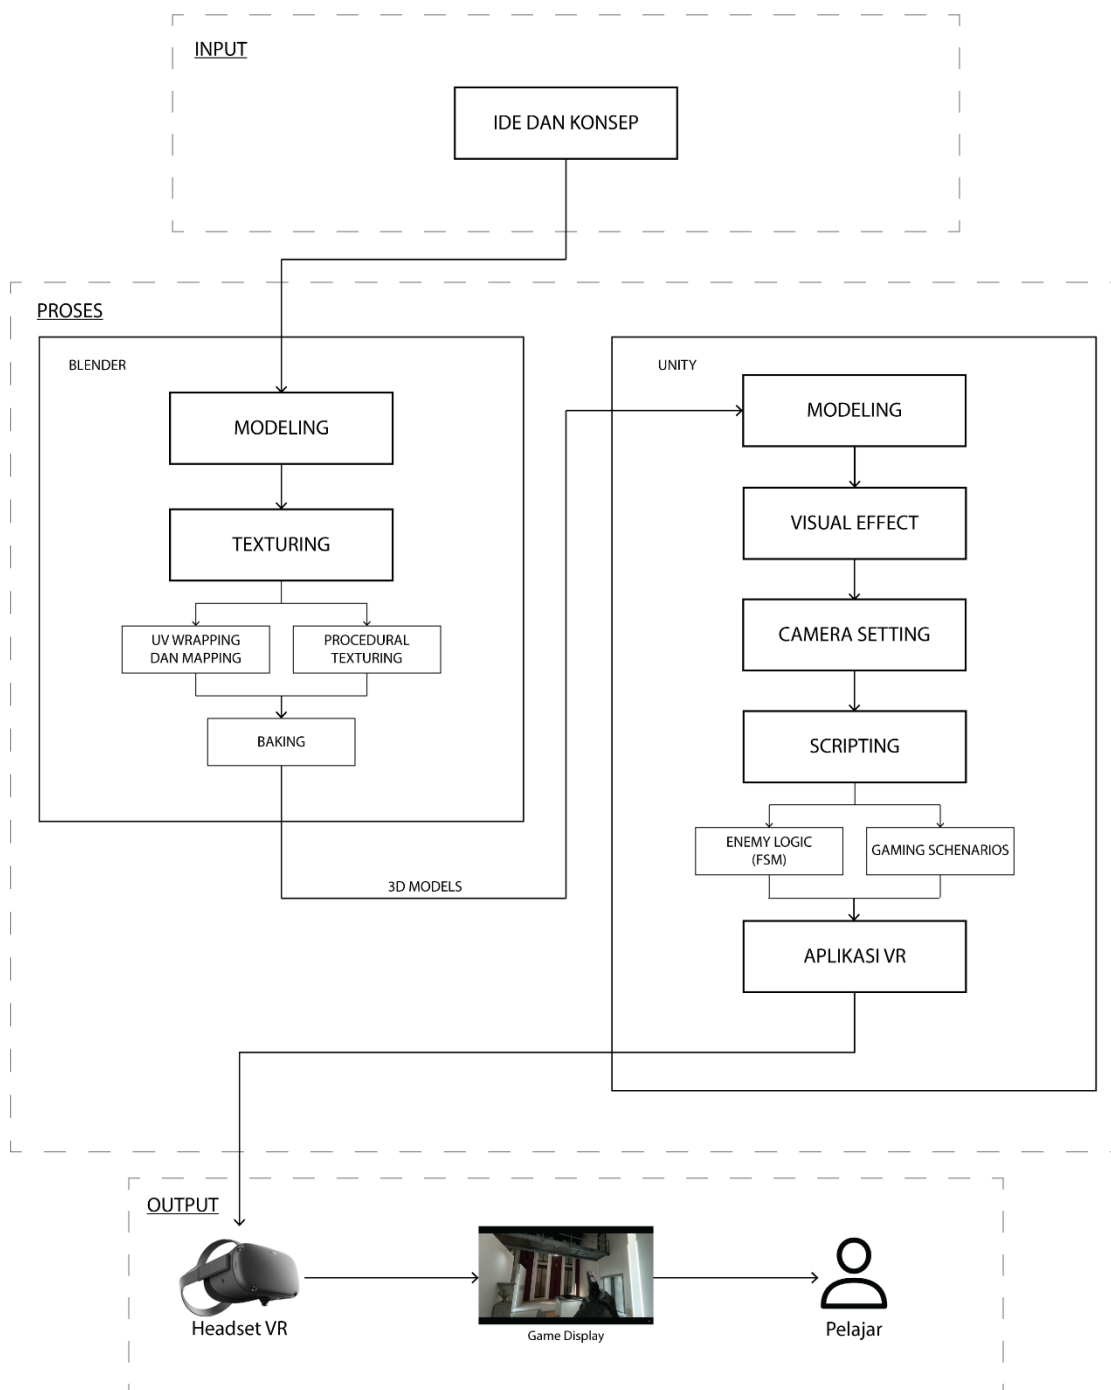 INPUT
IDE DAN KONSEP
PROSES
BLENDER
MODELING
TEXTURING
UV WRAPPING
DAN MAPPING
PROCEDURAL
TEXTURING
BAKING
3D MODELS
UNITY
MODELING
VISUAL EFFECT
CAMERA SETTING
SCRIPTING
ENEMY LOGIC
(FSM)
GAMING SCHENARIOS
APLIKASI VR
OUTPUT
Headset VR
Game Display
Pelajar